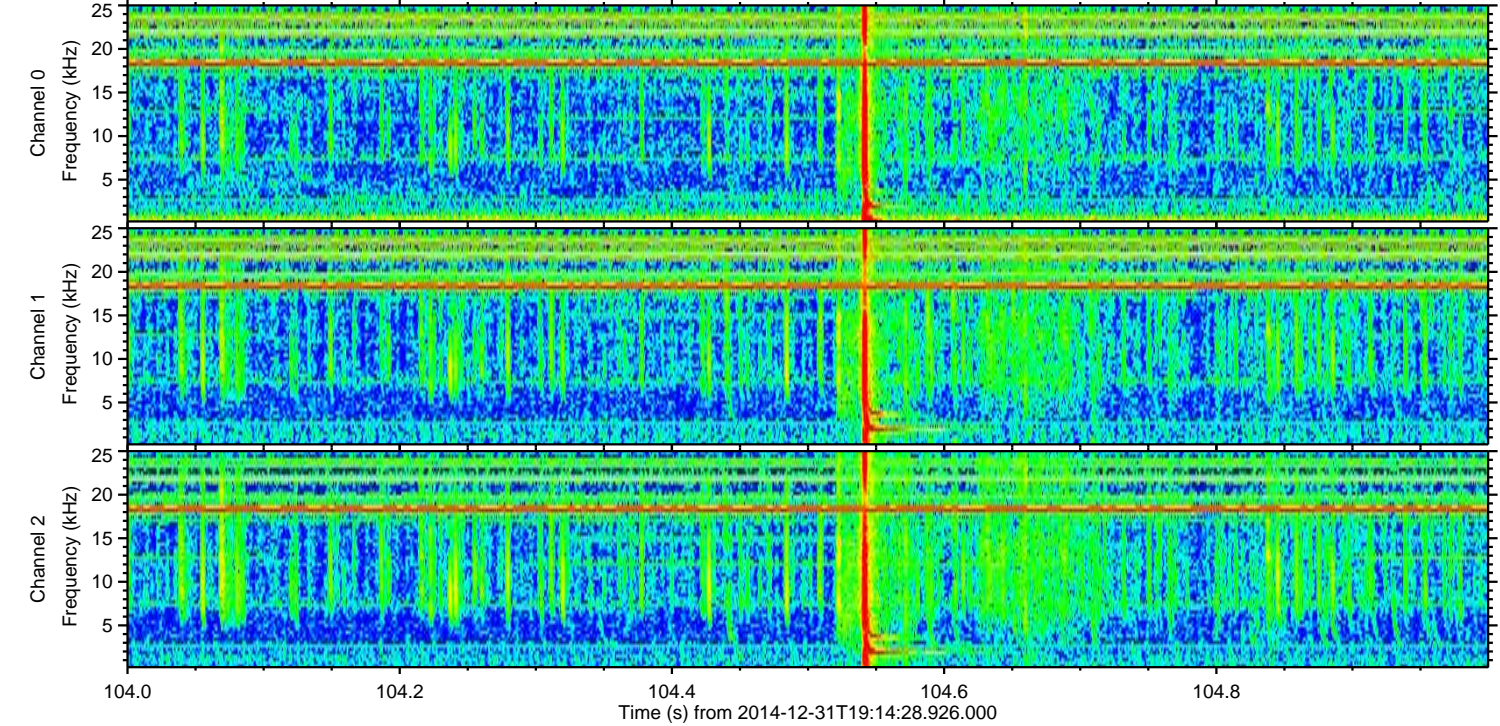 25
20
15
10
5
Channel 0
Frequency (kHz)
25
20
15
10
5
Channel 1
Frequency (kHz)
25
20
15
10
5
Channel 2
Frequency (kHz)
104.0 104.2 104.4 104.6 104.8
Time (s) from 2014-12-31T19:14:28.926.000